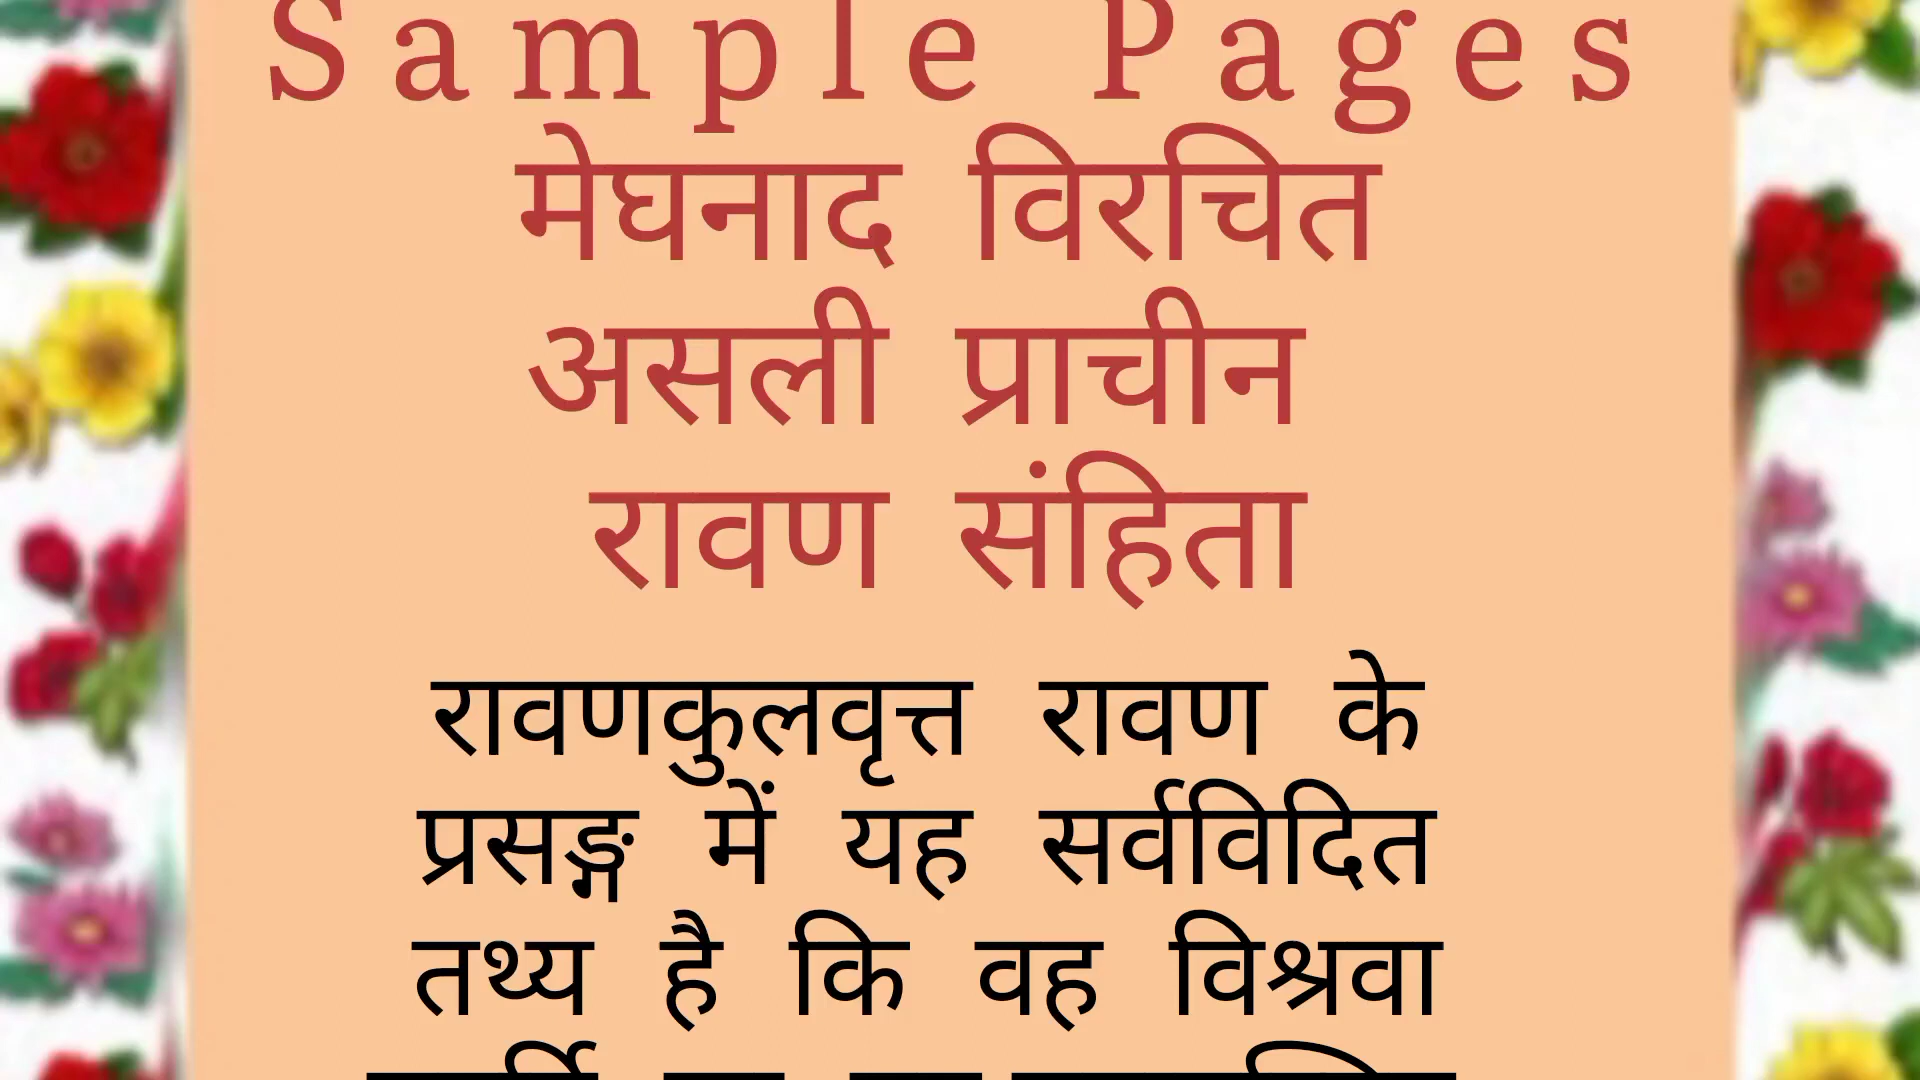 Sample Pages
मेघनाद विरचित
असली प्राचीन
रावण संहिता
रावणकुलवृत्त रावण के
प्रसङ्ग में यह सर्वविदित
तथ्य है कि वह विश्रवा